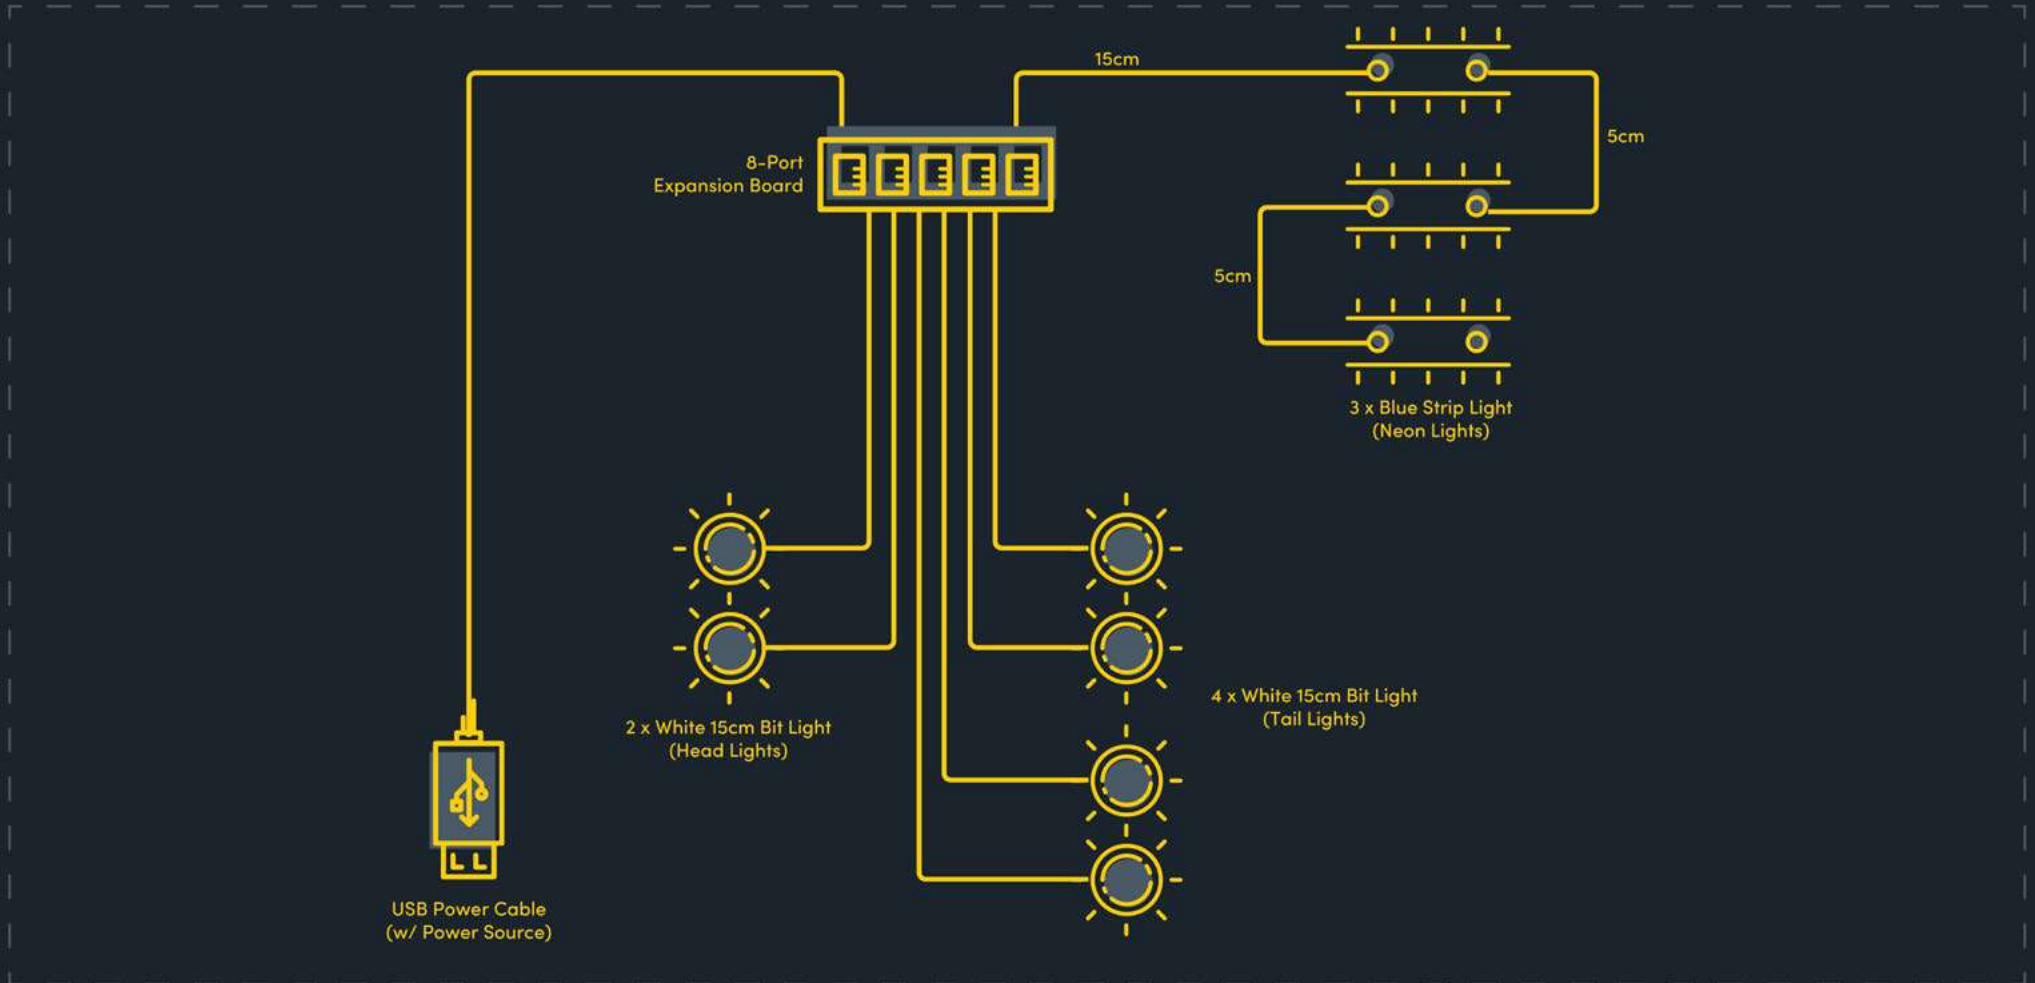 15cm
5cm
8-Port
Expansion Board
5cm
3 x Blue Strip Light
(Neon Lights)
4 x White 15cm Bit Light
(Tail Lights)
2 x White 15cm Bit Light
(Head Lights)
USB Power Cable
(w/ Power Source)